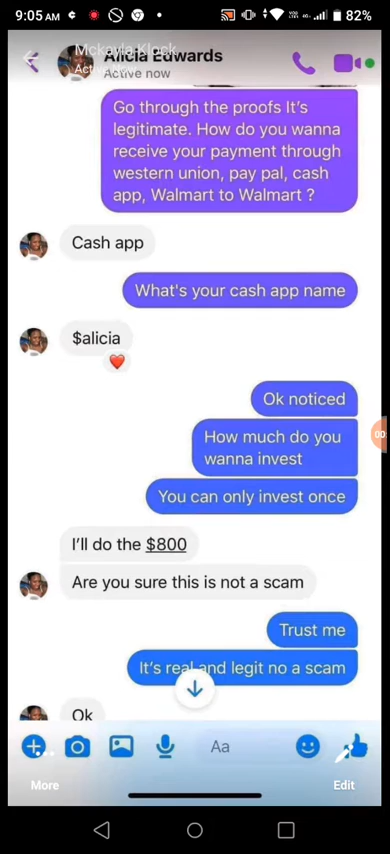 9:05 AM
82%
Mckayla Klock
Alicia Edwards
Active now
Go through the proofs It's
legitimate. How do you wanna
receive your payment through
western union, pay pal, cash
app, Walmart to Walmart ?
Cash app
What's your cash app name
$alicia
Ok noticed
How much do you
wanna invest
You can only invest once
I'll do the $800
Are you sure this is not a scam
Trust me
It's real and legit no a scam
Ok
Aa
More
Edit